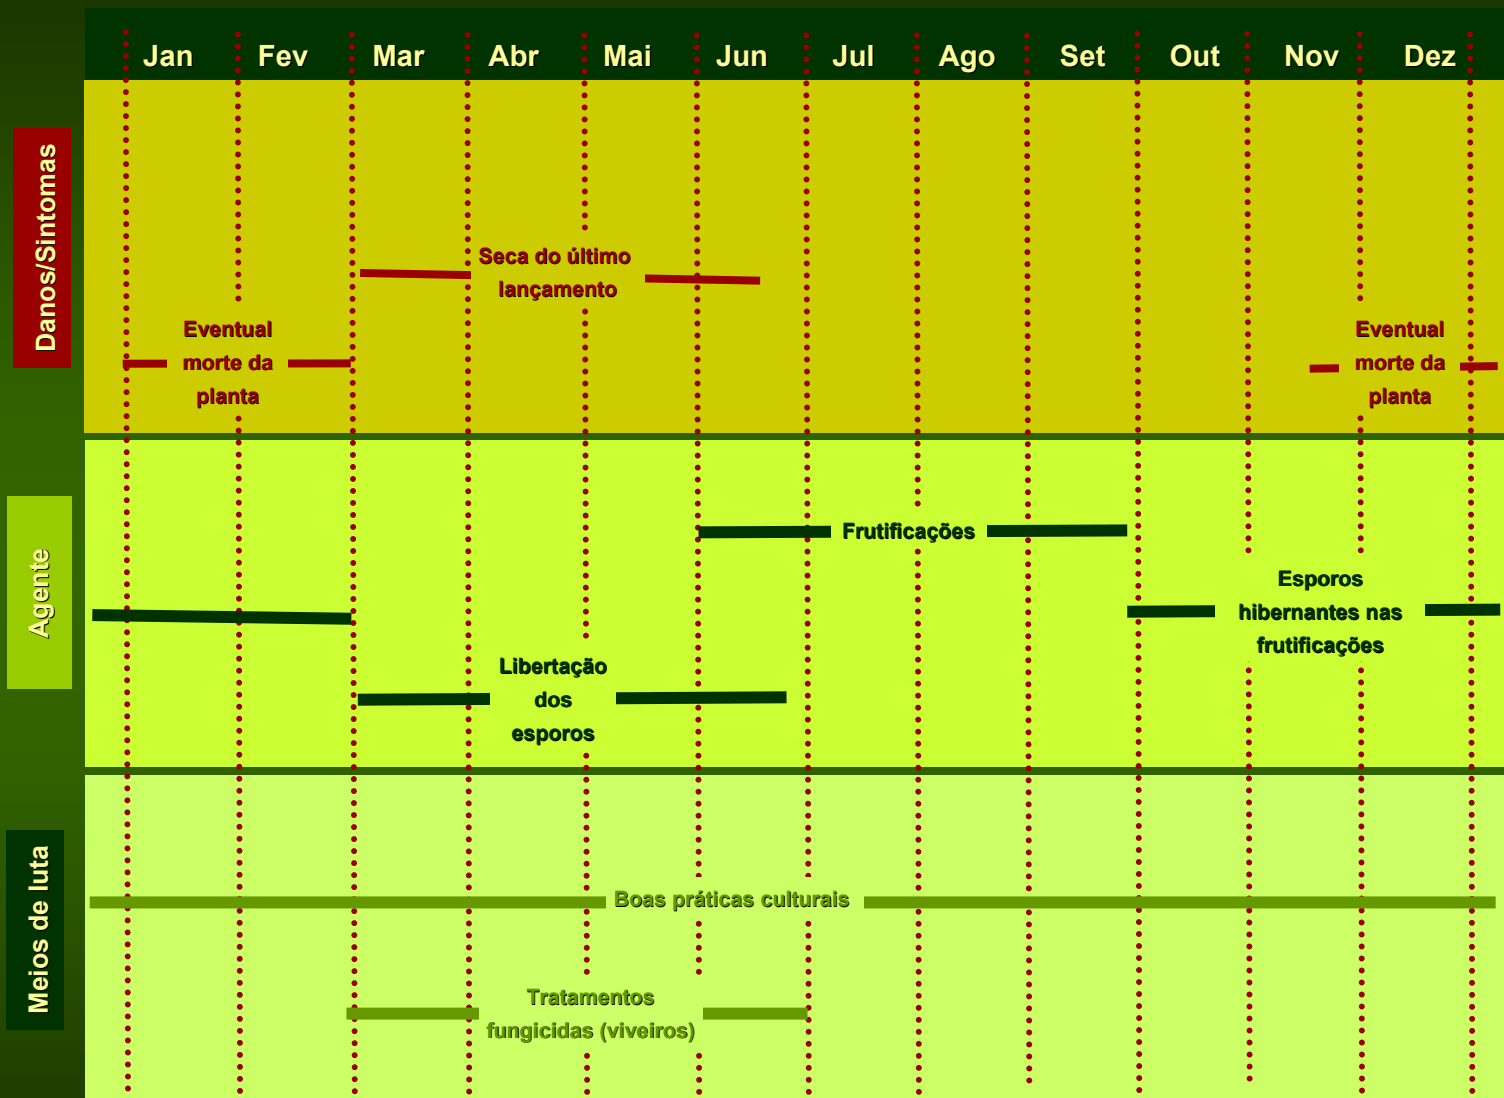 Jan Fev Mar Abr Mai Jun Jul Ago Set Out Nov Dez
Danos/Sintomas
Seca do último
lançamento
Eventual
morte da
planta
Eventual
morte da
planta
Agente
Frutificações
Esporos
hibernantes nas
frutificações
Libertação
dos
esporos
Meios de luta
Boas práticas culturais
Tratamentos
fungicidas (viveiros)